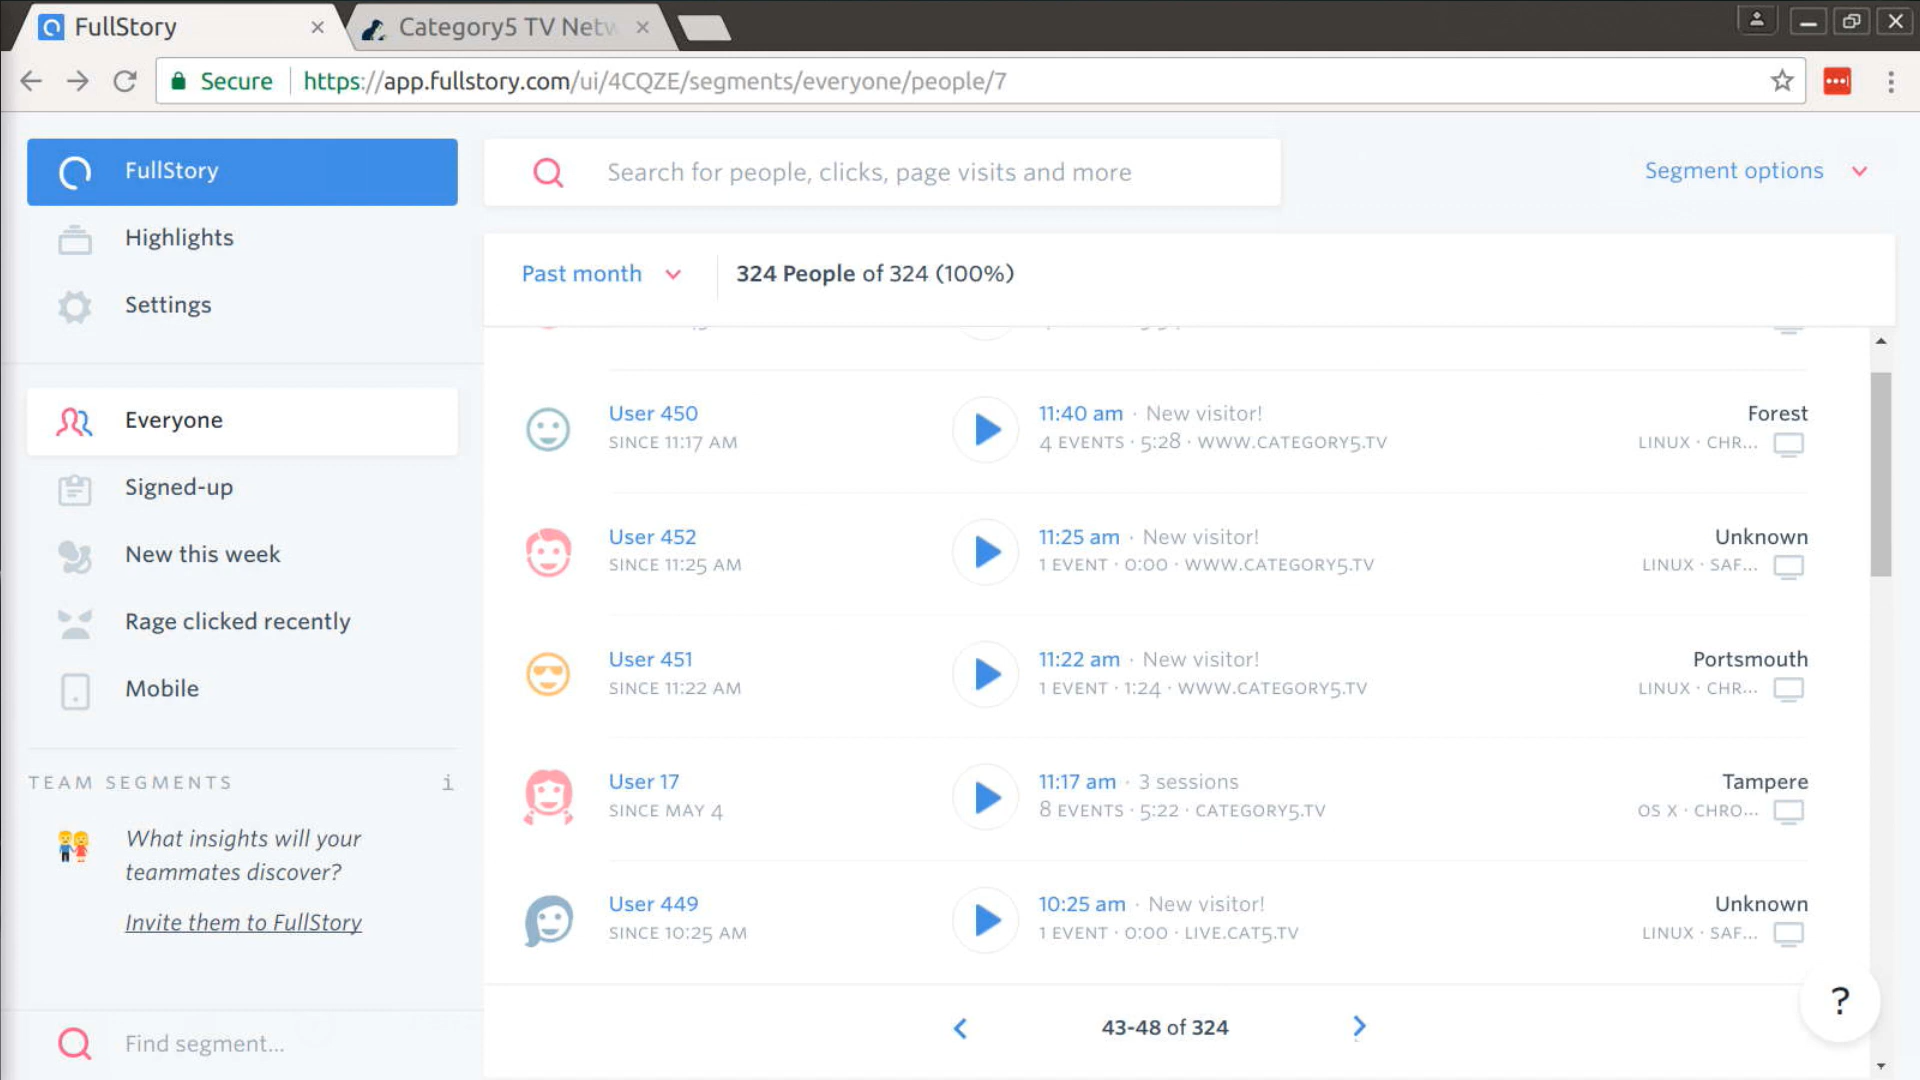 FullStory
Category5 TV Netw
Secure
https://app.fullstory.com/ui/4CQZE/segments/everyone/people/7
FullStory
Highlights
Settings
Everyone
Signed-up
New this week
Rage clicked recently
Mobile
TEAM SEGMENTS i
What insights will your
teammates discover?
Invite them to FullStory
Find segment...
Search for people, clicks, page visits and more
Segment options
Past month
324 People of 324 (100%)
User 450
SINCE 11:17 AM
11:40 am · New visitor!
4 EVENTS · 5:28 · WWW.CATEGORY5.TV
Forest
LINUX · CHR...
User 452
SINCE 11:25 AM
11:25 am · New visitor!
1 EVENT · 0:00 · WWW.CATEGORY5.TV
Unknown
LINUX · SAF...
User 451
SINCE 11:22 AM
11:22 am · New visitor!
1 EVENT · 1:24 · WWW.CATEGORY5.TV
Portsmouth
LINUX · CHR...
User 17
SINCE MAY 4
11:17 am · 3 sessions
8 EVENTS · 5:22 · CATEGORY5.TV
Tampere
OS X · CHRO...
User 449
SINCE 10:25 AM
10:25 am · New visitor!
1 EVENT · 0:00 · LIVE.CAT5.TV
Unknown
LINUX · SAF...
43-48 of 324
?